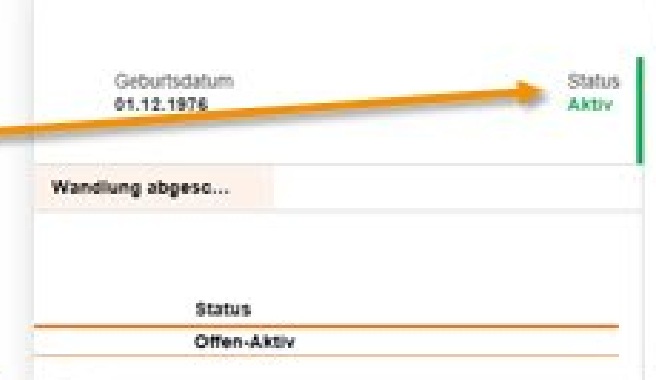 Geburtsdatum Status
01.12.1976 Aktiv
Wandlung abgesc...
Status
Offen-Aktiv